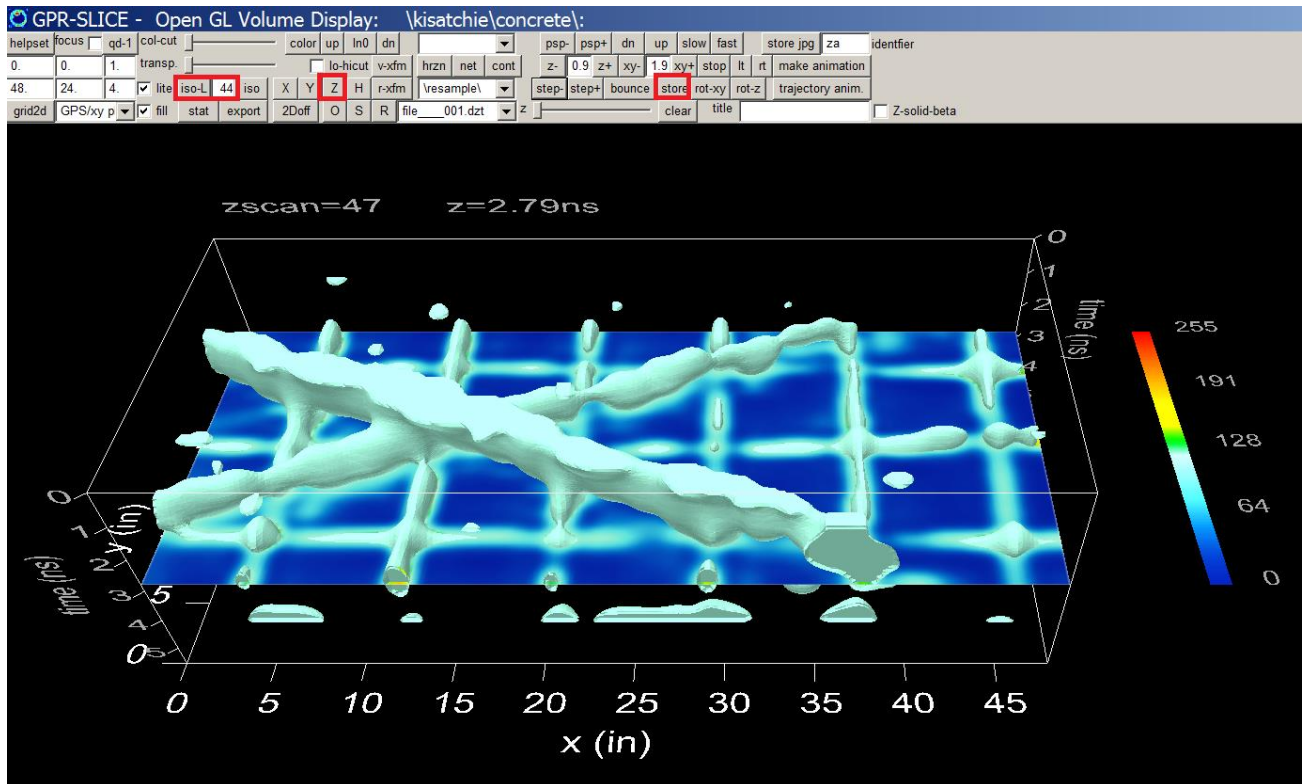 GPR-SLICE - Open GL Volume Display: \kisatchie\concrete\:
helpset focus qd-1 col-cut color up ln0 dn psp- psp+ dn up slow fast store jpg za identfier
0. 0. 1. transp. lo-hicut v-xfm hrzn net cont z- 0.9 z+ xy- 1.9 xy+ stop lt rt make animation
48. 24. 4. lite iso-L 44 iso X Y Z H r-xfm \resample\ step- step+ bounce store rot-xy rot-z trajectory anim.
grid2d GPS/xy p fill stat export 2Doff O S R file____001.dzt z clear title Z-solid-beta
zscan=47 z=2.79ns
0
1
2
3
4
time (ns)
255
191
128
64
0
0
1
2
3
4
5
time (ns)
y (in)
5
0
0 5 10 15 20 25 30 35 40 45
x (in)